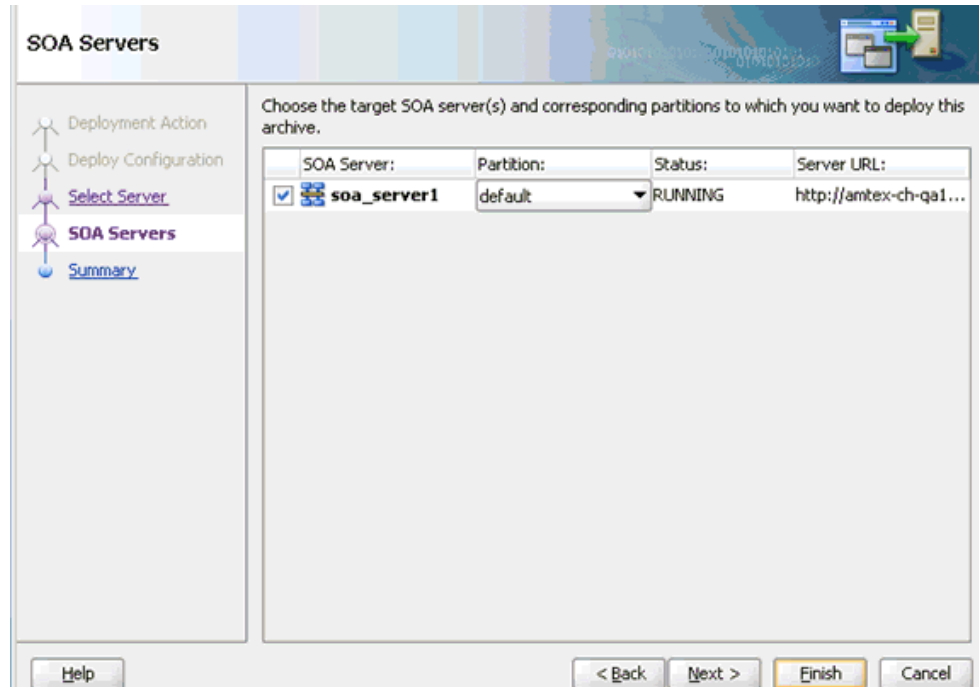 SOA Servers
Deployment Action
Deploy Configuration
Select Server
SOA Servers
Summary
Choose the target SOA server(s) and corresponding partitions to which you want to deploy this
archive.
SOA Server: Partition: Status: Server URL:
soa_server1 default RUNNING http://amtex-ch-qa1...
Help < Back Next > Finish Cancel